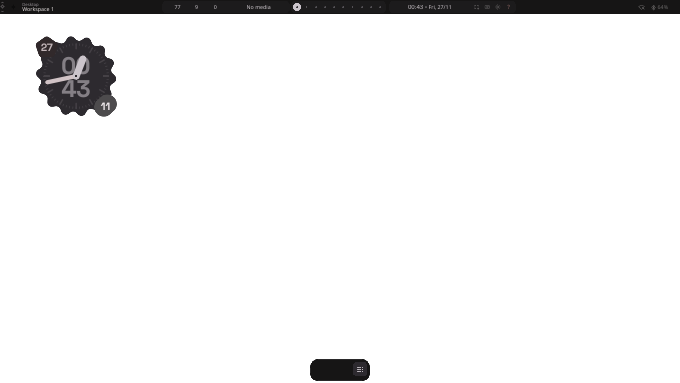 Desktop
Workspace 1
77 9 0 No media
00:43 • Fri, 27/11
64%
27
00
43
11